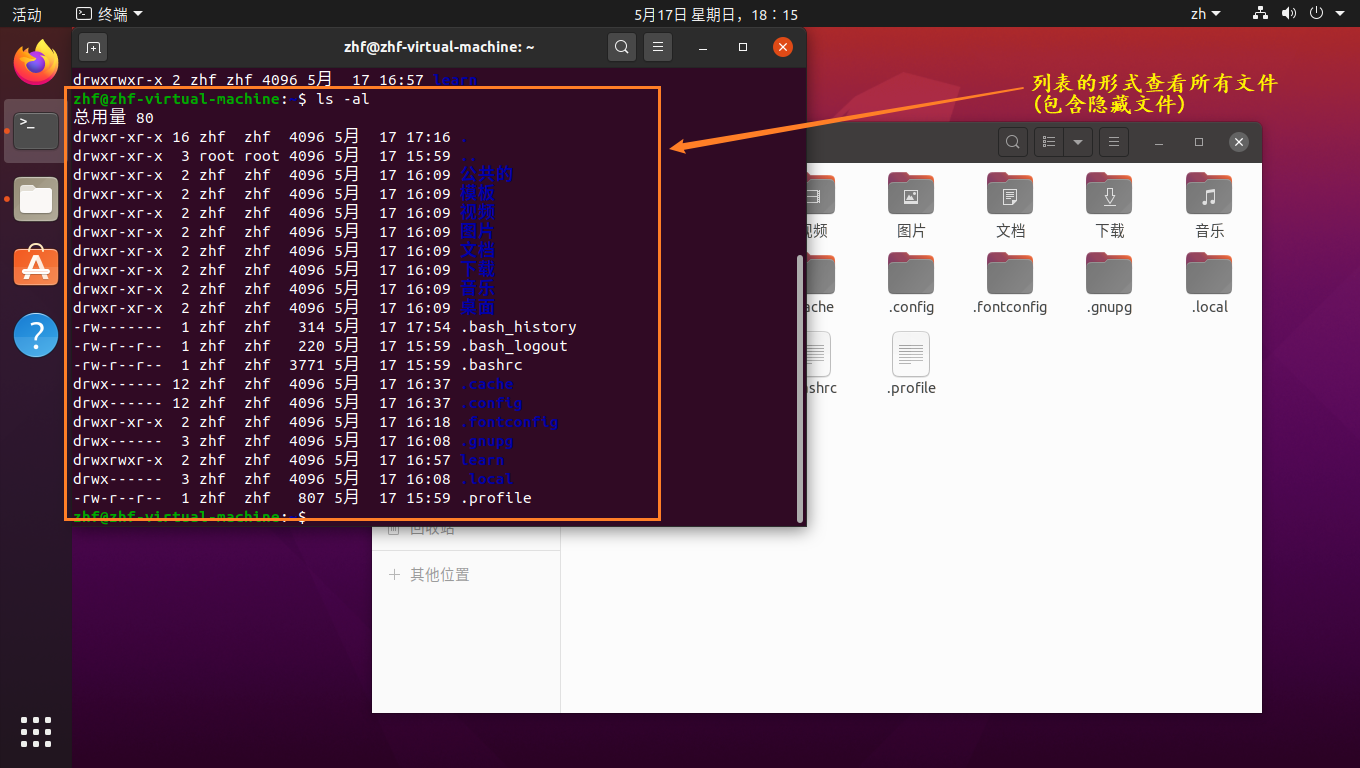 活动
终端
5月17日 星期日，18：15
zh
zhf@zhf-virtual-machine: ~
drwxrwxr-x 2 zhf zhf 4096 5月  17 16:57 learn
zhf@zhf-virtual-machine:~$ ls -al
总用量 80
drwxr-xr-x 16 zhf  zhf  4096 5月  17 17:16 .
drwxr-xr-x  3 root root 4096 5月  17 15:59 ..
drwxr-xr-x  2 zhf  zhf  4096 5月  17 16:09 公共的
drwxr-xr-x  2 zhf  zhf  4096 5月  17 16:09 模板
drwxr-xr-x  2 zhf  zhf  4096 5月  17 16:09 视频
drwxr-xr-x  2 zhf  zhf  4096 5月  17 16:09 图片
drwxr-xr-x  2 zhf  zhf  4096 5月  17 16:09 文档
drwxr-xr-x  2 zhf  zhf  4096 5月  17 16:09 下载
drwxr-xr-x  2 zhf  zhf  4096 5月  17 16:09 音乐
drwxr-xr-x  2 zhf  zhf  4096 5月  17 16:09 桌面
-rw-------  1 zhf  zhf   314 5月  17 17:54 .bash_history
-rw-r--r--  1 zhf  zhf   220 5月  17 15:59 .bash_logout
-rw-r--r--  1 zhf  zhf  3771 5月  17 15:59 .bashrc
drwx------ 12 zhf  zhf  4096 5月  17 16:37 .cache
drwx------ 12 zhf  zhf  4096 5月  17 16:37 .config
drwxr-xr-x  2 zhf  zhf  4096 5月  17 16:18 .fontconfig
drwx------  3 zhf  zhf  4096 5月  17 16:08 .gnupg
drwxrwxr-x  2 zhf  zhf  4096 5月  17 16:57 learn
drwx------  3 zhf  zhf  4096 5月  17 16:08 .local
-rw-r--r--  1 zhf  zhf   807 5月  17 15:59 .profile
zhf@zhf-virtual-machine:~$
列表的形式查看所有文件
(包含隐藏文件)
视频
图片
文档
下载
音乐
ache
.config
.fontconfig
.gnupg
.local
shrc
.profile
回收站
其他位置